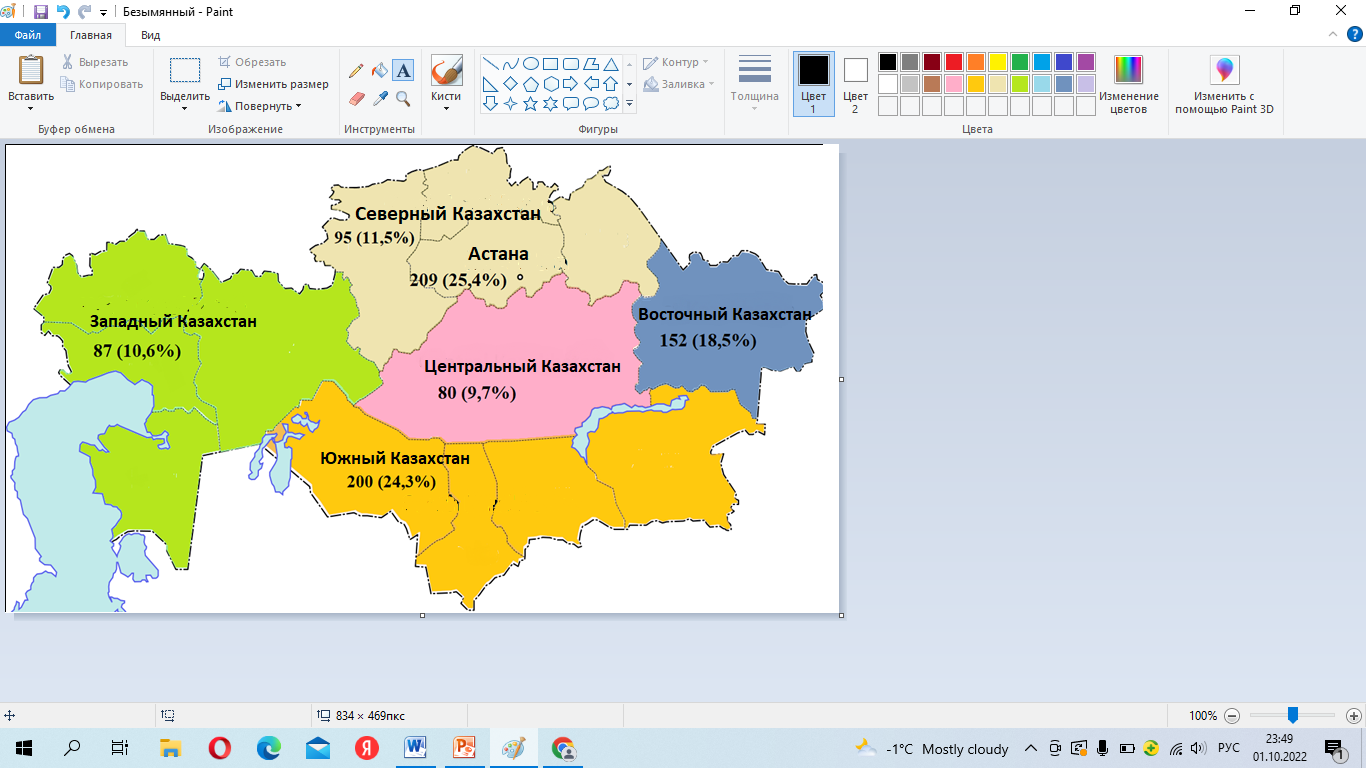 Безымянный - Paint
Файл
Главная
Вид
Вставить
Вырезать
Копировать
Буфер обмена
Выделить
Обрезать
Изменить размер
Повернуть
Изображение
A
Инструменты
Кисти
Контур
Заливка
Фигуры
Толщина
Цвет 1
Цвет 2
Изменение цветов
Цвета
Изменить с помощью Paint 3D
Северный Казахстан
95 (11,5%)
Астана
209 (25,4%)
Западный Казахстан
87 (10,6%)
Восточный Казахстан
152 (18,5%)
Центральный Казахстан
80 (9,7%)
Южный Казахстан
200 (24,3%)
834 × 469пкс
100%
-1°C Mostly cloudy
РУС
23:49
01.10.2022
1